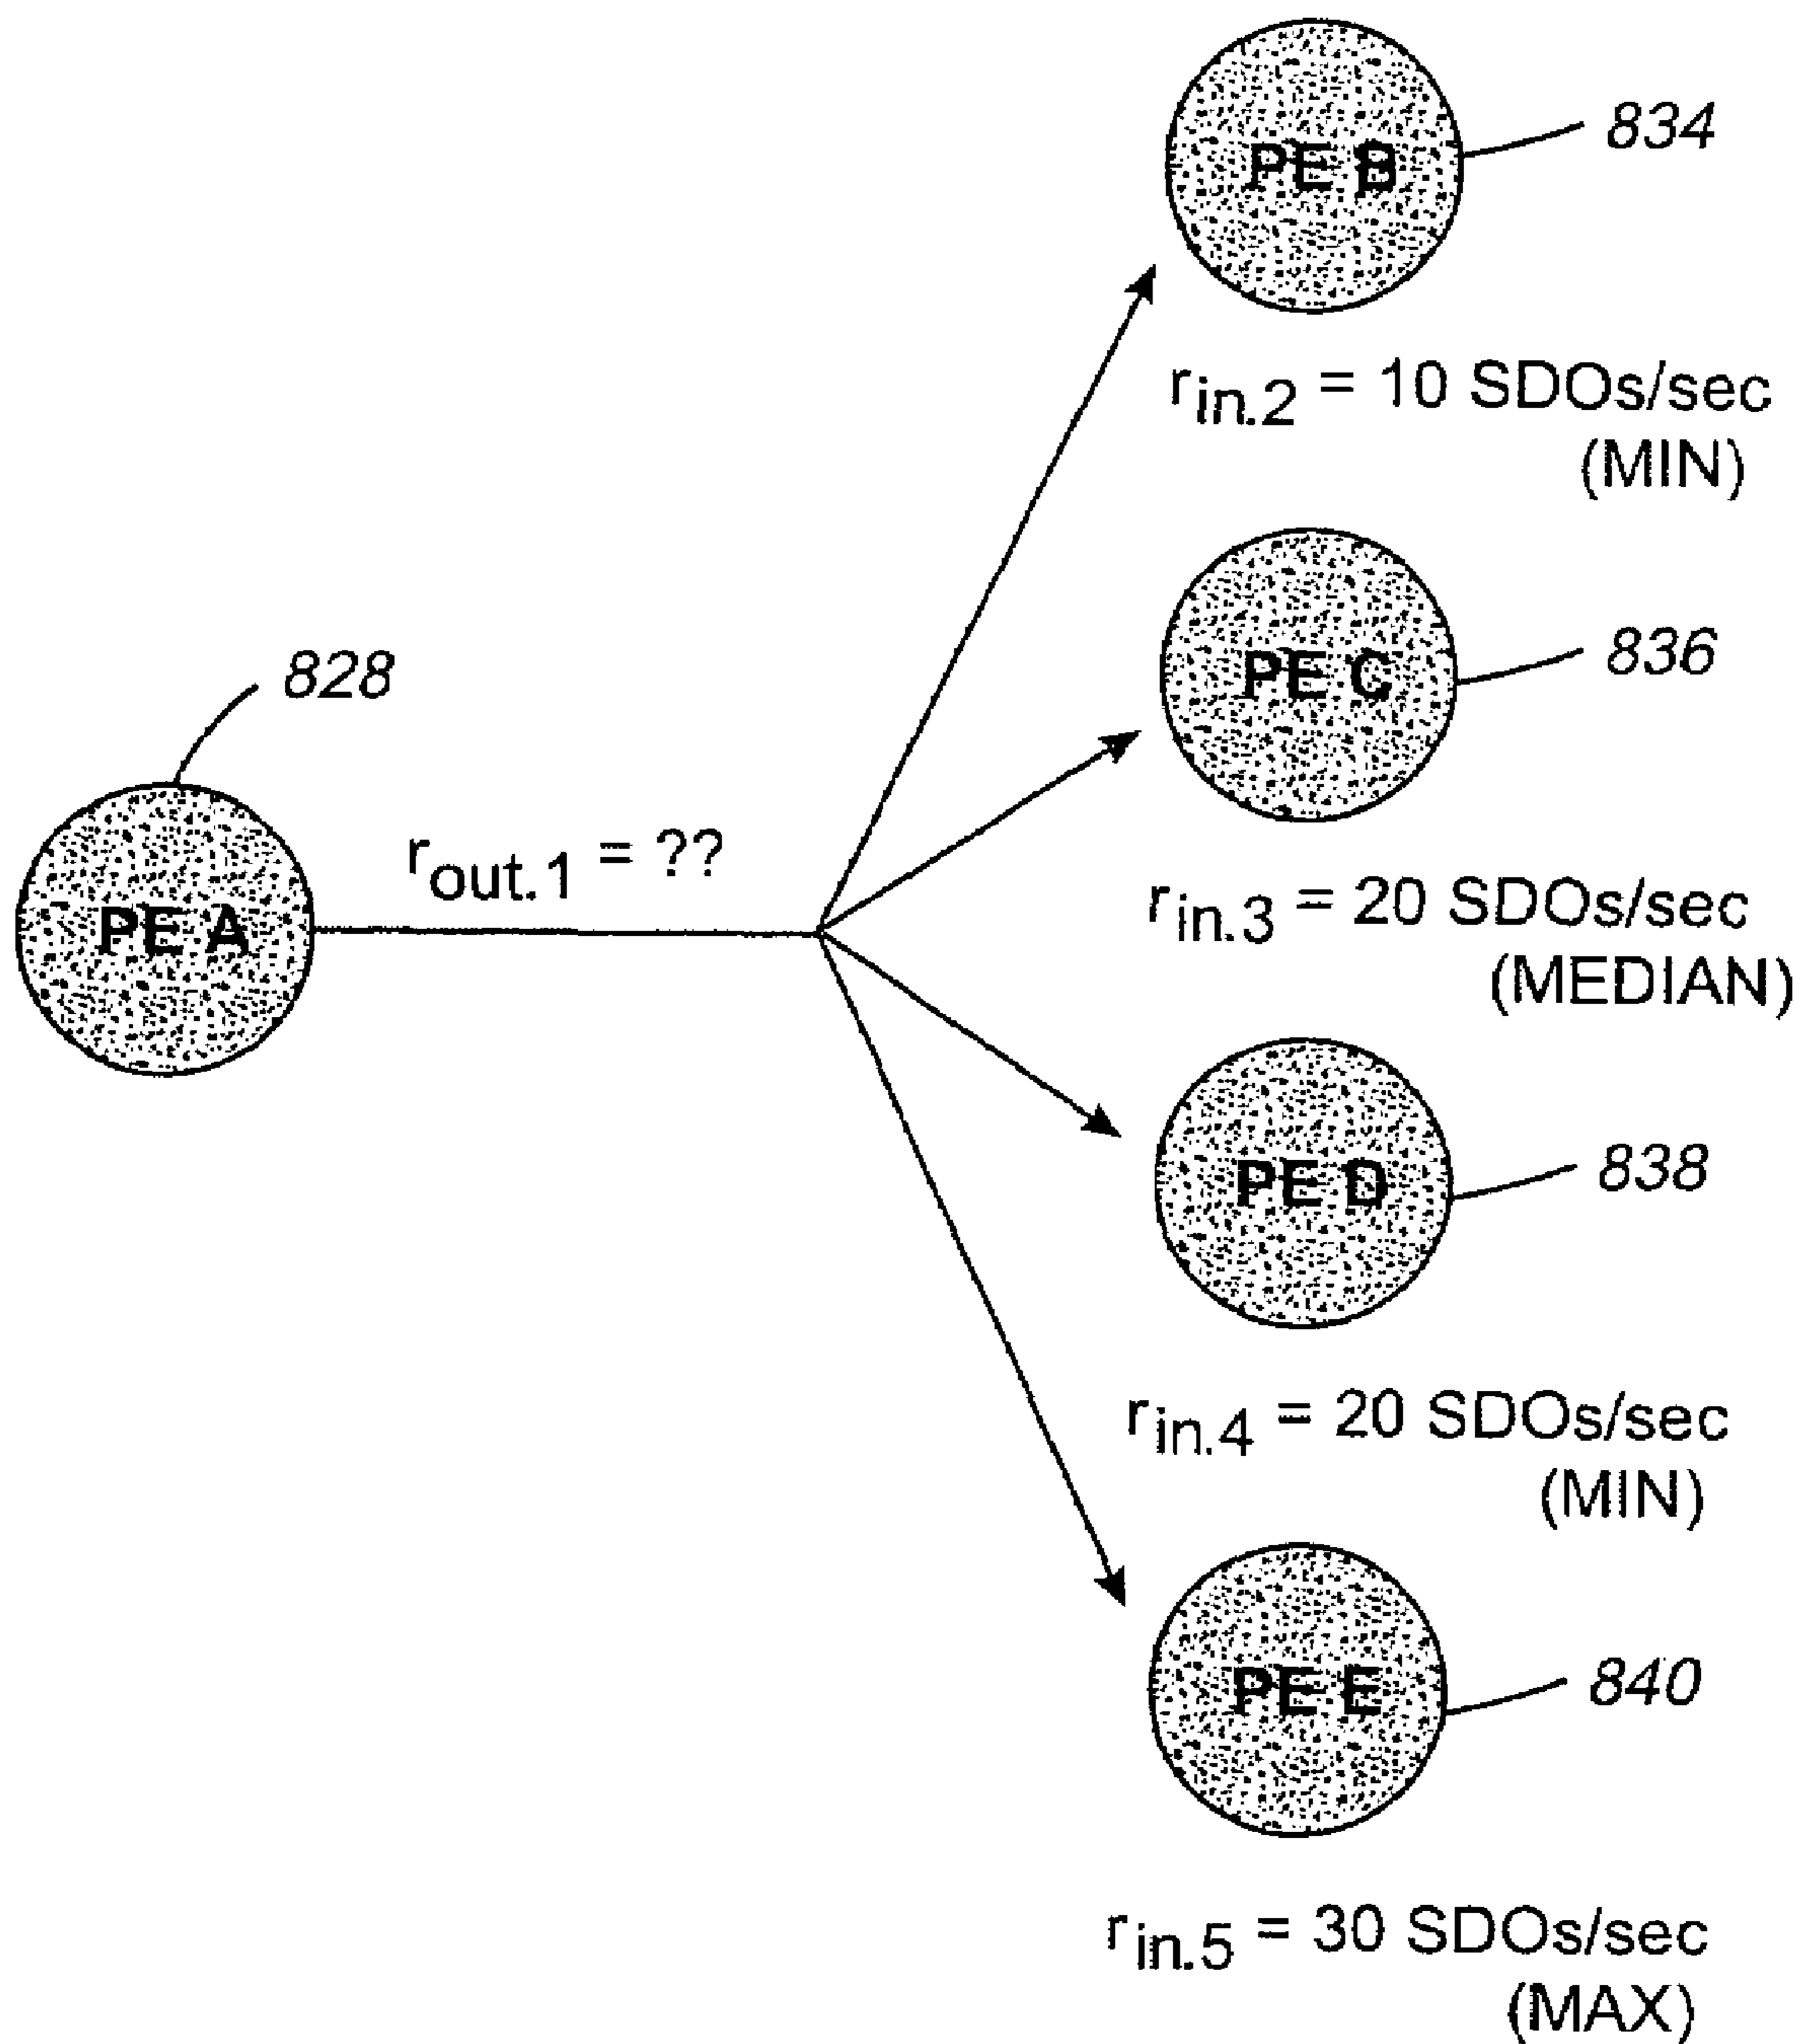 PE B
834
rin.2 = 10 SDOs/sec
(MIN)
PE C
836
828
rout.1 = ??
PE A
rin.3 = 20 SDOs/sec
(MEDIAN)
PE D
838
rin.4 = 20 SDOs/sec
(MIN)
PE E
840
rin.5 = 30 SDOs/sec
(MAX)